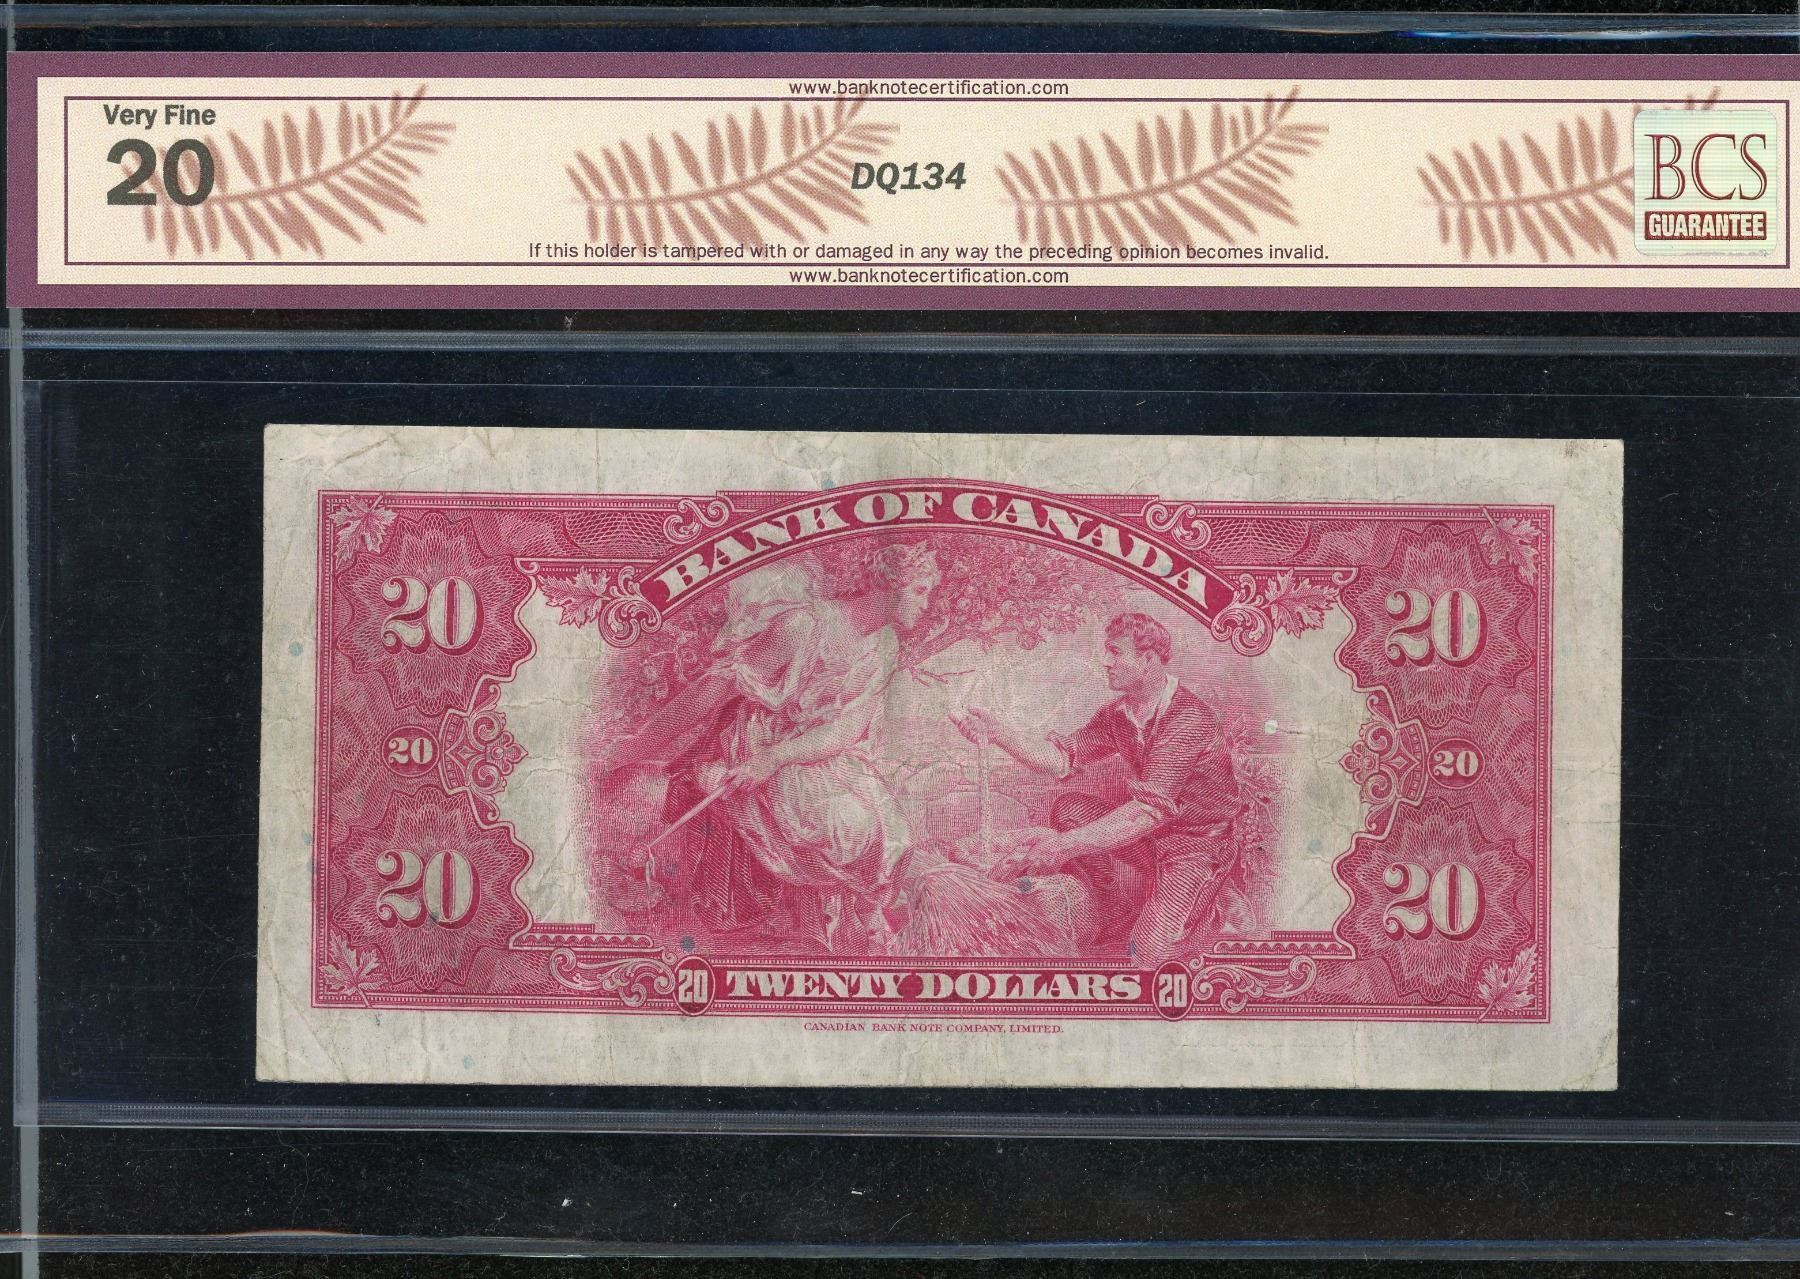 www.banknotecertification.com
Very Fine
20
DQ134
BCS
GUARANTEE
If this holder is tampered with or damaged in any way the preceding opinion becomes invalid.
www.banknotecertification.com
BANK OF CANADA
20 20
20 20
20 20
20 TWENTY DOLLARS 20
CANADIAN BANK NOTE COMPANY, LIMITED.